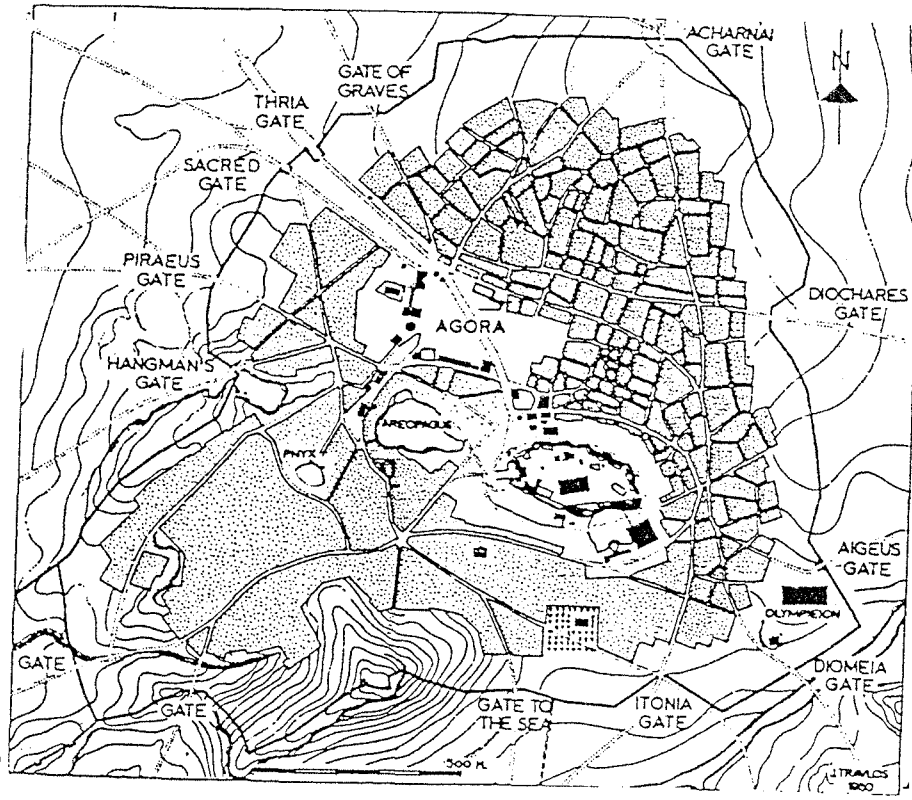 ACHARNAI
GATE
N
GATE OF
GRAVES
THRIA
GATE
SACRED
GATE
PIRAEUS
GATE
DIOCHARES
GATE
AGORA
HANGMAN'S
GATE
AREOPAGUS
PNYX
AIGEUS
GATE
OLYMPIEION
GATE
DIOMEIA
GATE
GATE
GATE TO
THE SEA
ITONIA
GATE
500 M.
J. TRAVLOS
1960